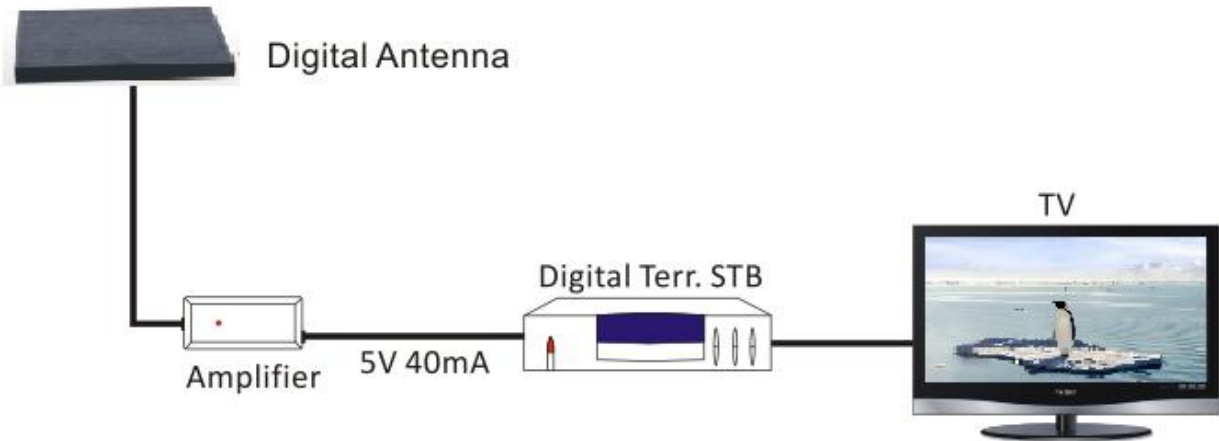 Digital Antenna
TV
Digital Terr. STB
5V 40mA
Amplifier